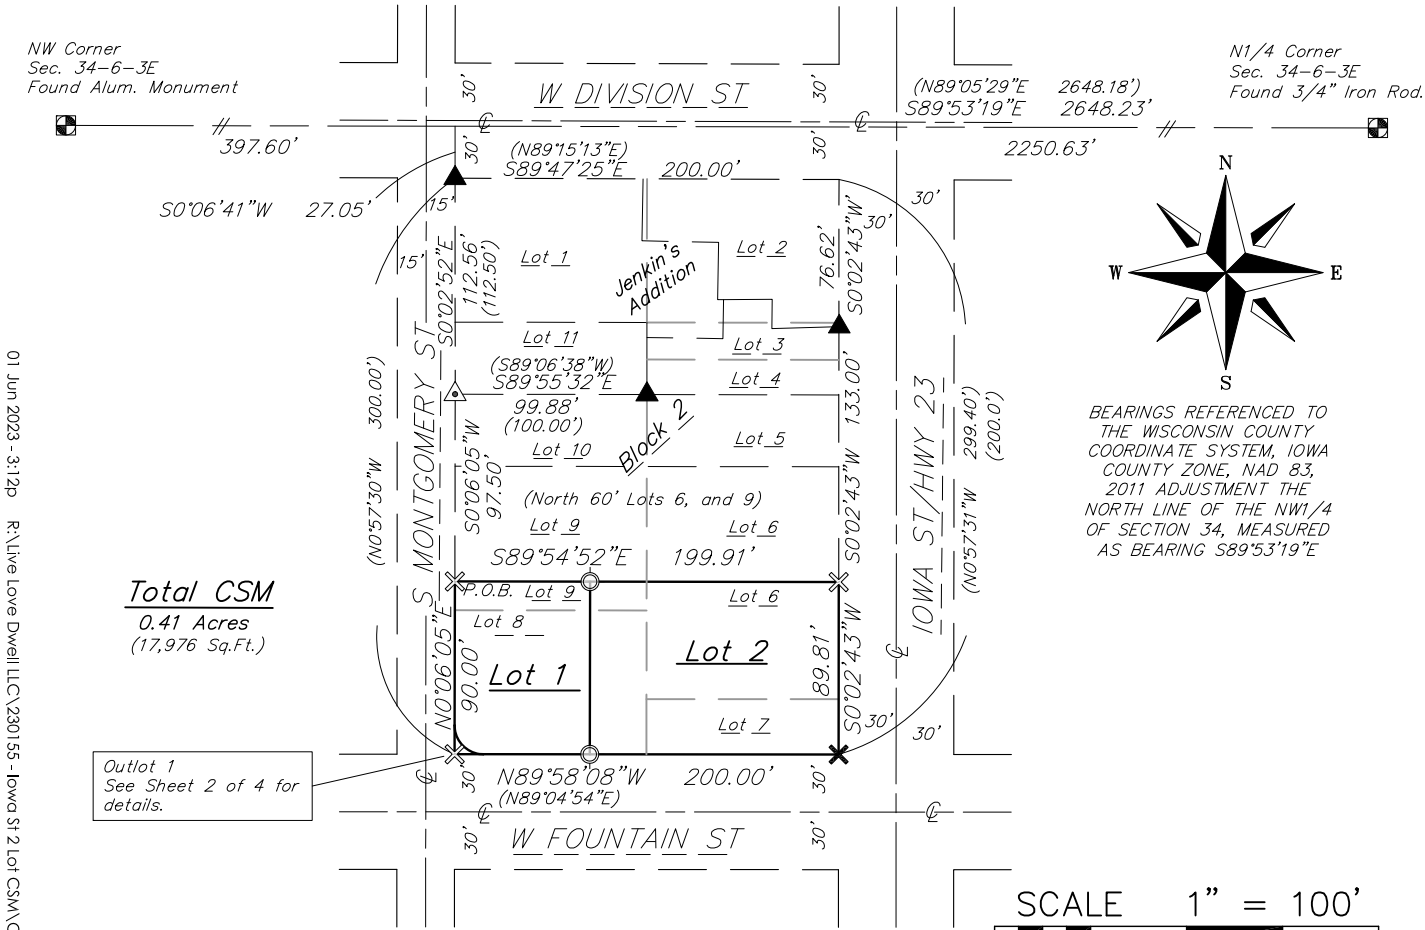 NW Corner
Sec. 34-6-3E
Found Alum. Monument
N1/4 Corner
Sec. 34-6-3E
Found 3/4" Iron Rod.
30'
W DIVISION ST
30'
(N89°05'29"E 2648.18')
S89°53'19"E 2648.23'
397.60'
2250.63'
30'
(N89°15'13"E)
S89°47'25"E 200.00'
30'
S0°06'41"W 27.05'
15'
15'
30'
30'
S0°02'52"E
112.56'
(112.50')
Lot 1
Jenkin's
Addition
Lot 2
76.62'
S0°02'43"W
N
W
E
S
Lot 11
Lot 3
(S89°06'38"W)
S89°55'32"E
99.88'
(100.00')
Lot 4
133.00'
S0°02'43"W
Block 2
Lot 5
Lot 10
(N0°57'30"W 300.00')
S MONTGOMERY ST
S0°06'05"W
97.50'
(North 60' Lots 6, and 9)
Lot 9
Lot 6
S89°54'52"E 199.91'
IOWA ST/HWY 23
(N0°57'31"W 299.40')
(200.0')
BEARINGS REFERENCED TO
THE WISCONSIN COUNTY
COORDINATE SYSTEM, IOWA
COUNTY ZONE, NAD 83,
2011 ADJUSTMENT THE
NORTH LINE OF THE NW1/4
OF SECTION 34, MEASURED
AS BEARING S89°53'19"E
Total CSM
0.41 Acres
(17,976 Sq.Ft.)
P.O.B.
Lot 9
Lot 6
Lot 8
N0°06'05"E
90.00'
Lot 1
Lot 2
89.81'
S0°02'43"W
Lot 7
30'
30'
Outlot 1
See Sheet 2 of 4 for
details.
30'
N89°58'08"W 200.00'
(N89°04'54"E)
30'
30'
W FOUNTAIN ST
30'
SCALE 1" = 100'
01 Jun 2023 - 3:12p R:\Live Love Dwell LLC\230155 - Iowa St 2 Lot CSM\